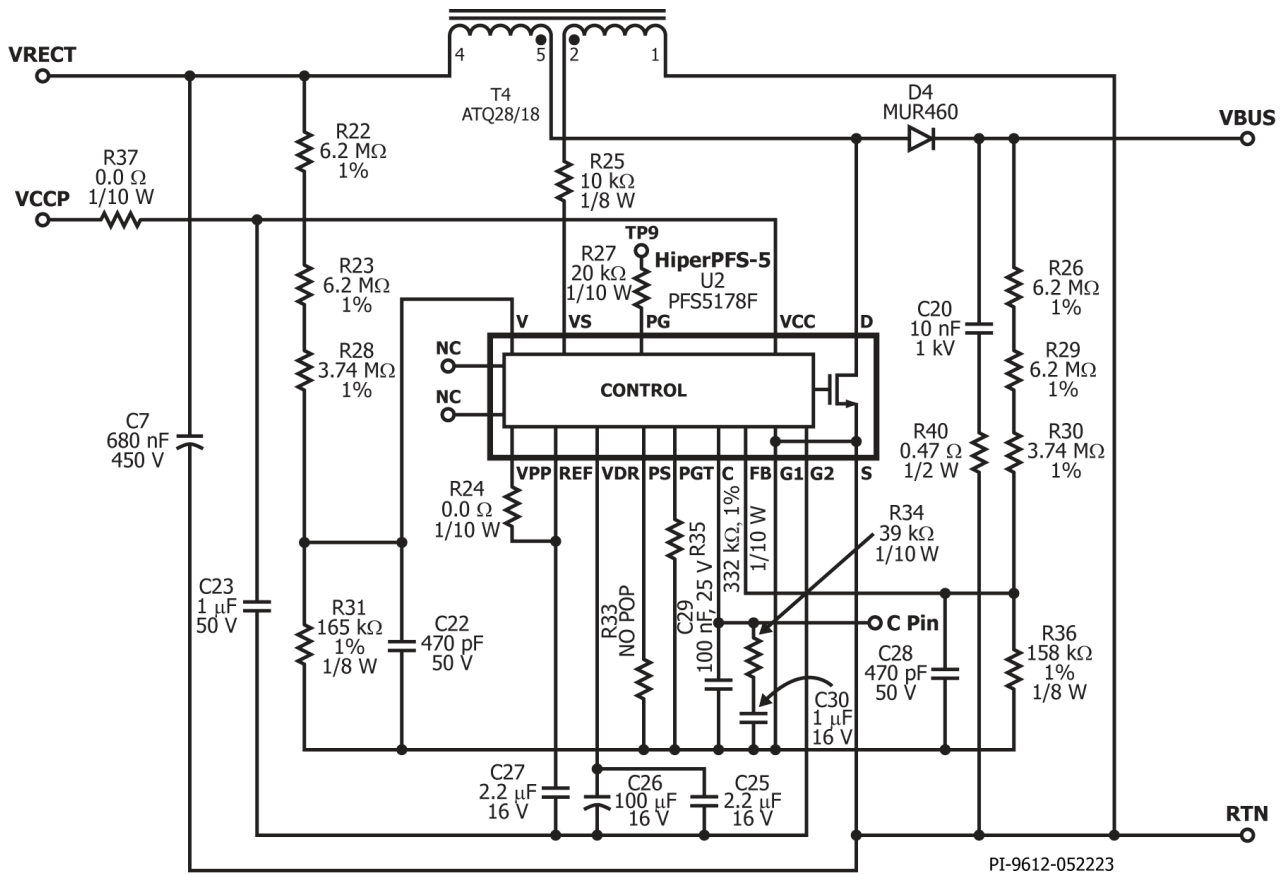 VRECT
4
5
2
1
T4
ATQ28/18
D4
MUR460
VBUS
R37
0.0 Ω
1/10 W
VCCP
R22
6.2 MΩ
1%
R25
10 kΩ
1/8 W
TP9
R27
20 kΩ
1/10 W
HiperPFS-5
U2
PFS5178F
R23
6.2 MΩ
1%
R28
3.74 MΩ
1%
V
VS
PG
VCC
D
NC
NC
CONTROL
C20
10 nF
1 kV
R26
6.2 MΩ
1%
R29
6.2 MΩ
1%
R40
0.47 Ω
1/2 W
R30
3.74 MΩ
1%
C7
680 nF
450 V
VPP
REF
VDR
PS
PGT
C
FB
G1
G2
S
R24
0.0 Ω
1/10 W
R35
332 kΩ, 1%
1/10 W
R34
39 kΩ
1/10 W
C23
1 µF
50 V
R31
165 kΩ
1%
1/8 W
C22
470 pF
50 V
R33
NO POP
C29
100 nF, 25 V
C Pin
C28
470 pF
50 V
R36
158 kΩ
1%
1/8 W
C30
1 µF
16 V
C27
2.2 µF
16 V
C26
100 µF
16 V
C25
2.2 µF
16 V
RTN
PI-9612-052223